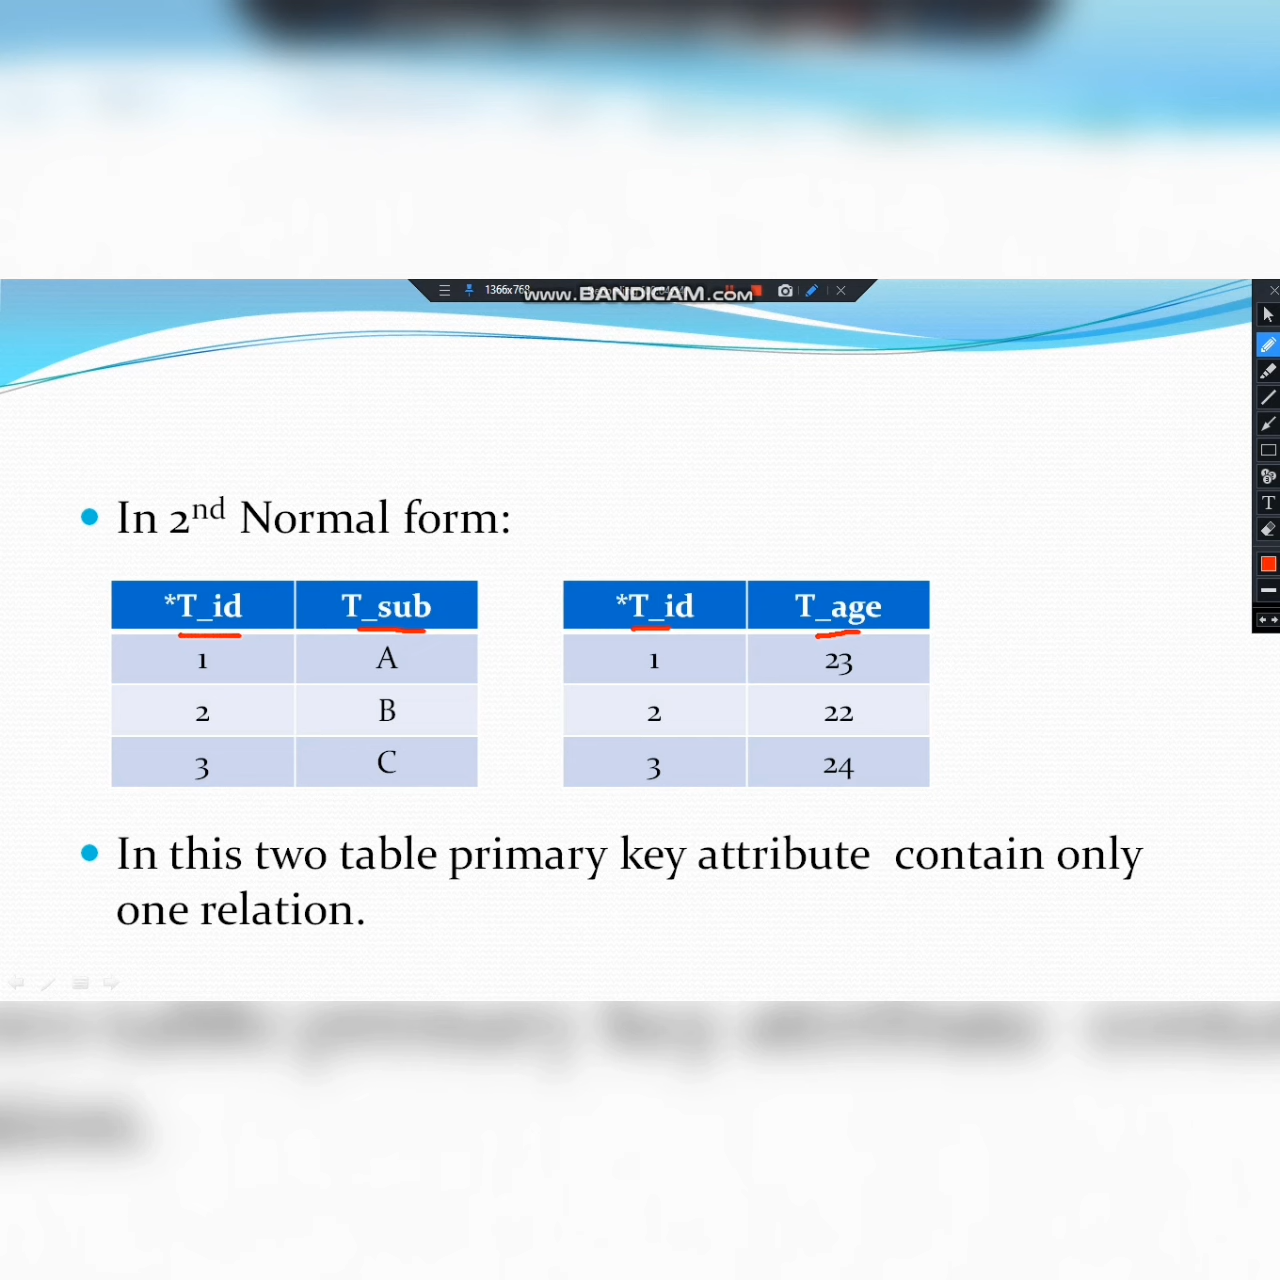 1366x768
www.BANDICAM.com
In 2nd Normal form:
*T_id T_sub
1 A
2 B
3 C
*T_id T_age
1 23
2 22
3 24
In this two table primary key attribute contain only
one relation.